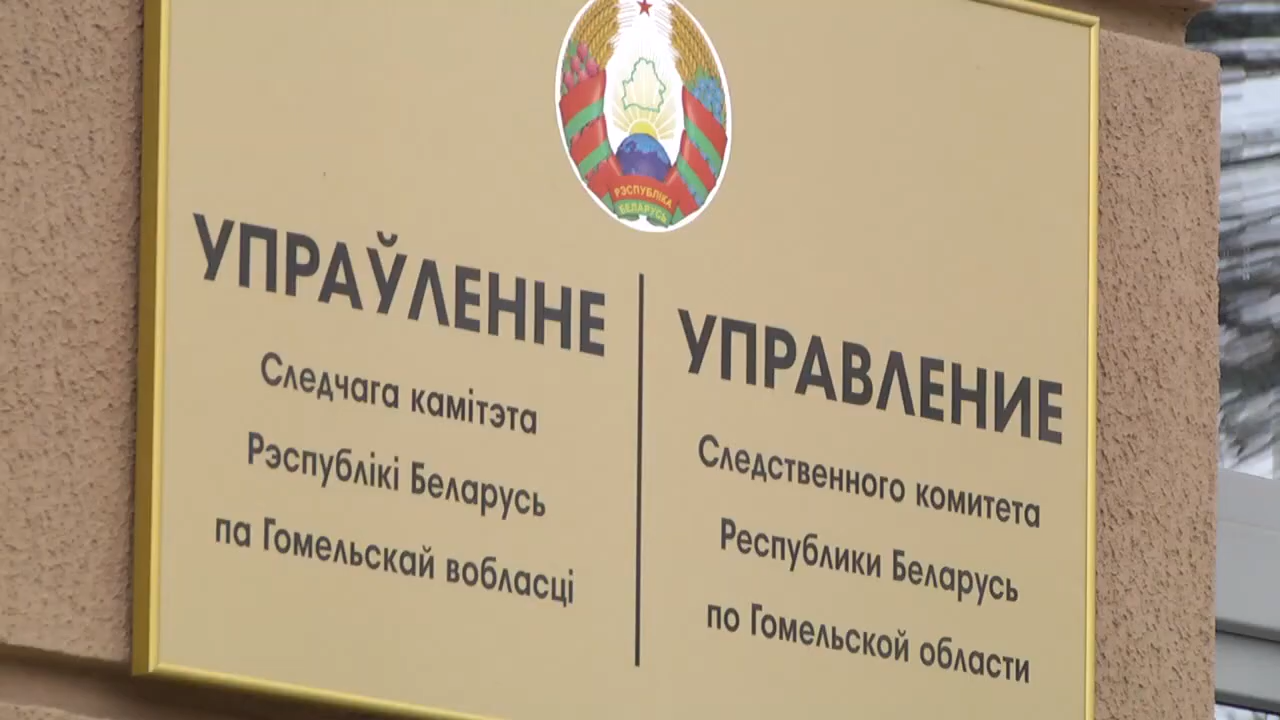 РЭСПУБЛІКА
БЕЛАРУСЬ
УПРАЎЛЕННЕ
Следчага камітэта
Рэспублікі Беларусь
па Гомельскай вобласці
УПРАВЛЕНИЕ
Следственного комитета
Республики Беларусь
по Гомельской области